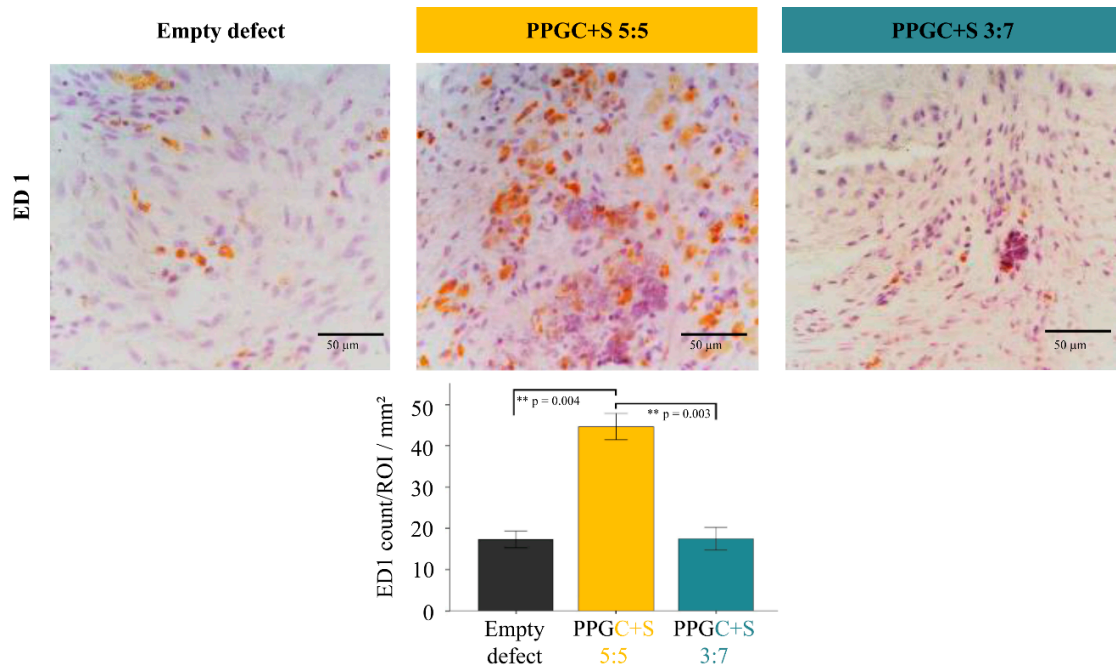 Empty defect
PPGC+S 5:5
PPGC+S 3:7
ED 1
50 µm
50 µm
50 µm
ED1 count/ROI / mm²
50
40
30
20
10
0
** p = 0.004
** p = 0.003
Empty
defect
PPGC+S
5:5
PPGC+S
3:7